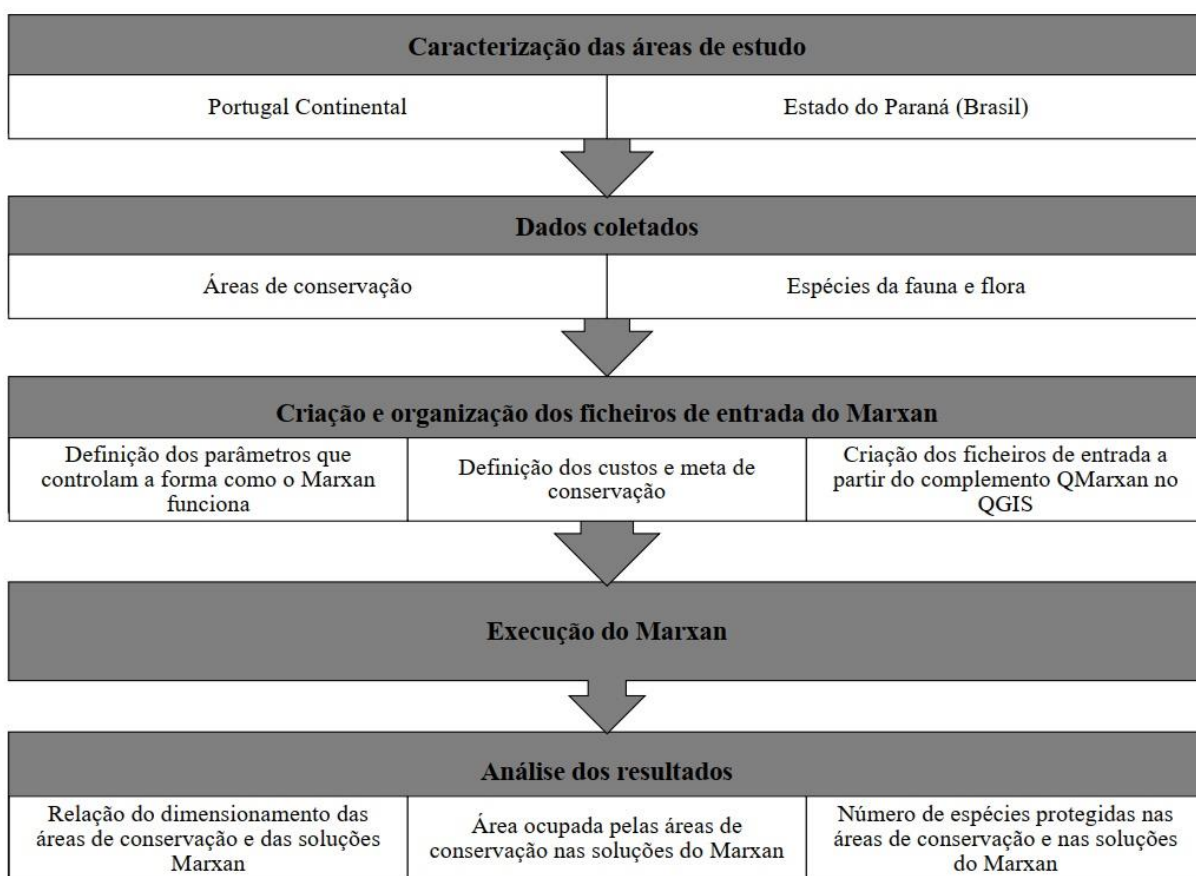 Caracterização das áreas de estudo
Portugal Continental
Estado do Paraná (Brasil)
Dados coletados
Áreas de conservação
Espécies da fauna e flora
Criação e organização dos ficheiros de entrada do Marxan
Definição dos parâmetros que
controlam a forma como o Marxan
funciona
Definição dos custos e meta de
conservação
Criação dos ficheiros de entrada a
partir do complemento QMarxan no
QGIS
Execução do Marxan
Análise dos resultados
Relação do dimensionamento das
áreas de conservação e das soluções
Marxan
Área ocupada pelas áreas de
conservação nas soluções do Marxan
Número de espécies protegidas nas
áreas de conservação e nas soluções
do Marxan